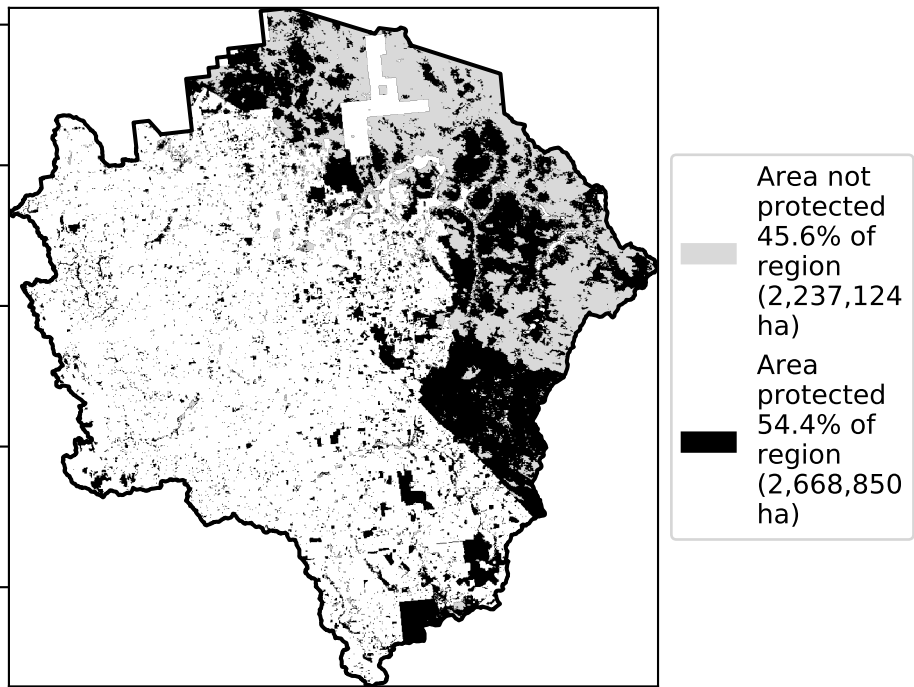 Area not
protected
45.6% of
region
(2,237,124
ha)
Area
protected
54.4% of
region
(2,668,850
ha)